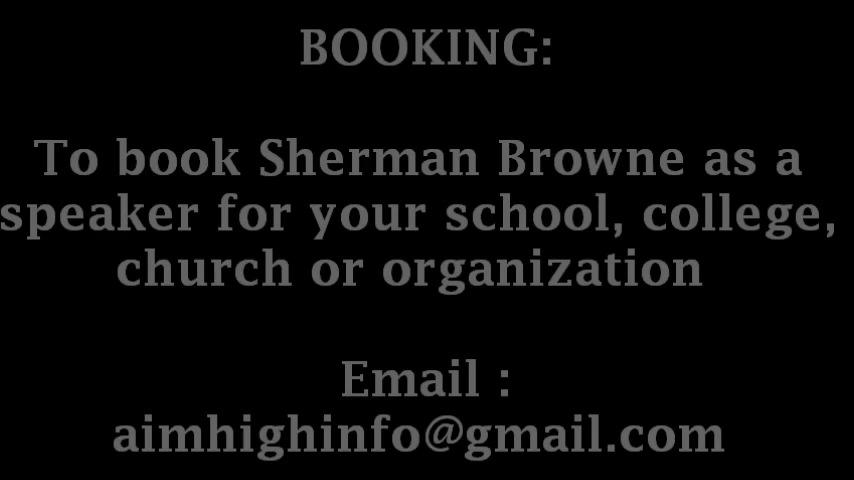 BOOKING:
To book Sherman Browne as a
speaker for your school, college,
church or organization
Email :
aimhighinfo@gmail.com